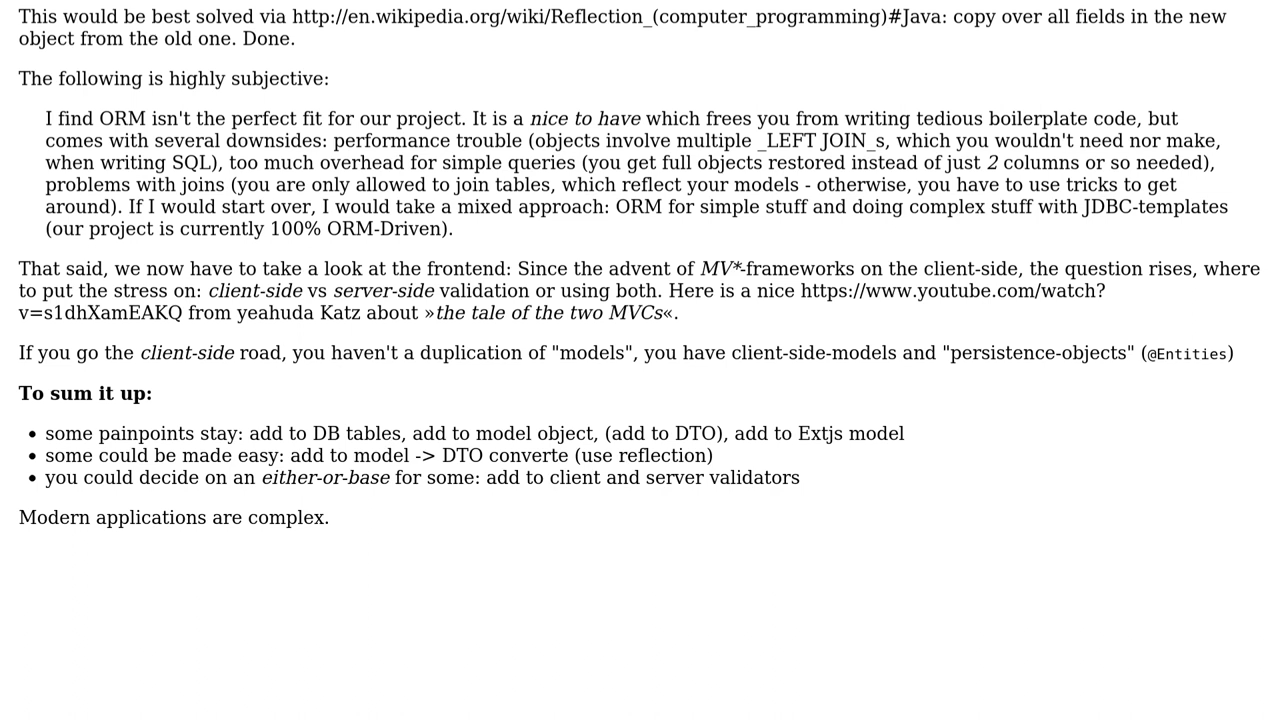 This would be best solved via http://en.wikipedia.org/wiki/Reflection_(computer_programming)#Java: copy over all fields in the new
object from the old one. Done.
The following is highly subjective:
I find ORM isn't the perfect fit for our project. It is a nice to have which frees you from writing tedious boilerplate code, but
comes with several downsides: performance trouble (objects involve multiple _LEFT JOIN_s, which you wouldn't need nor make,
when writing SQL), too much overhead for simple queries (you get full objects restored instead of just 2 columns or so needed),
problems with joins (you are only allowed to join tables, which reflect your models - otherwise, you have to use tricks to get
around). If I would start over, I would take a mixed approach: ORM for simple stuff and doing complex stuff with JDBC-templates
(our project is currently 100% ORM-Driven).
That said, we now have to take a look at the frontend: Since the advent of MV*-frameworks on the client-side, the question rises, where
to put the stress on: client-side vs server-side validation or using both. Here is a nice https://www.youtube.com/watch?
v=s1dhXamEAKQ from yeahuda Katz about »the tale of the two MVCs«.
If you go the client-side road, you haven't a duplication of "models", you have client-side-models and "persistence-objects" (@Entities)
To sum it up:
• some painpoints stay: add to DB tables, add to model object, (add to DTO), add to Extjs model
• some could be made easy: add to model -> DTO converte (use reflection)
• you could decide on an either-or-base for some: add to client and server validators
Modern applications are complex.